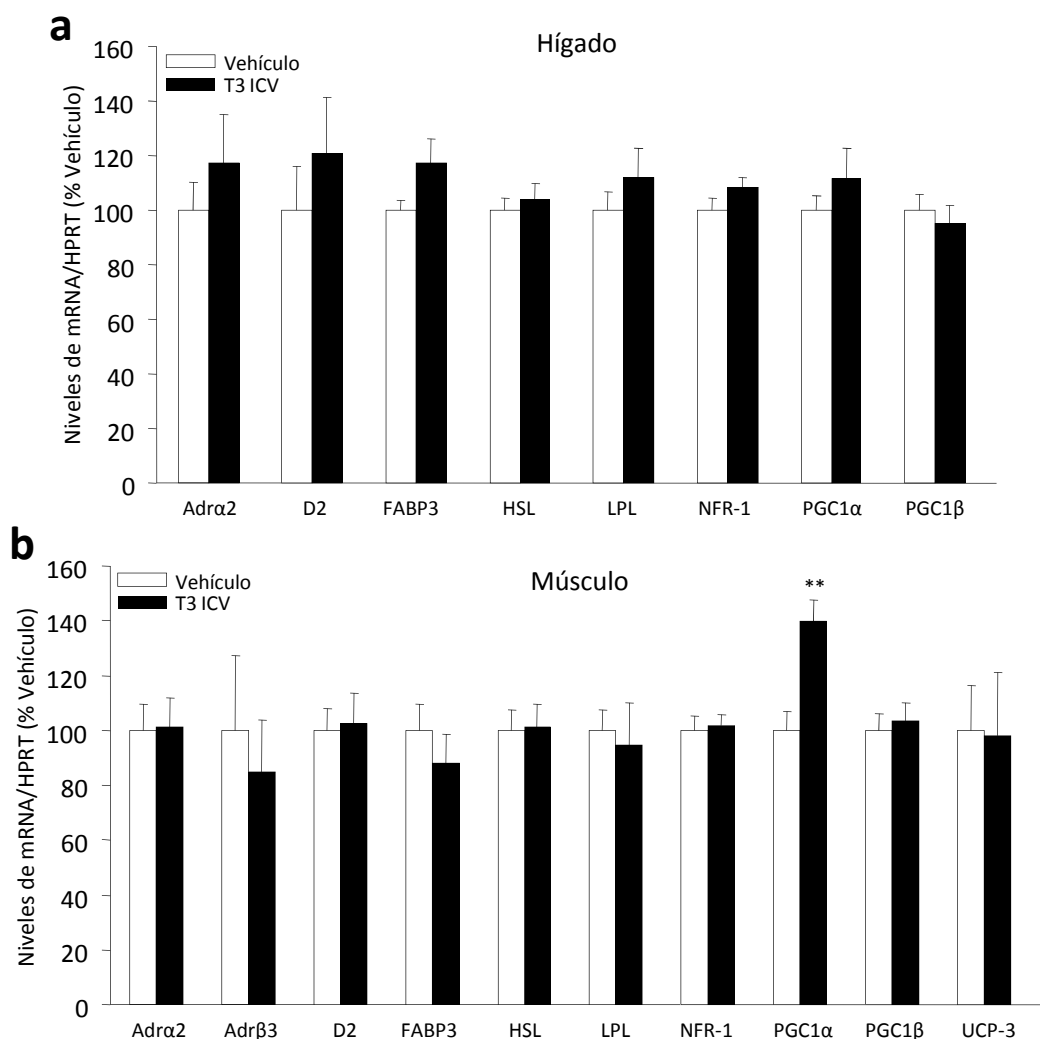 a
Hígado
Vehículo
T3 ICV
Niveles de mRNA/HPRT (% Vehículo)
160
140
120
100
80
60
40
20
0
Adrα2 D2 FABP3 HSL LPL NFR-1 PGC1α PGC1β
b
Músculo
Vehículo
T3 ICV
**
Niveles de mRNA/HPRT (% Vehículo)
160
140
120
100
80
60
40
20
0
Adrα2 Adrβ3 D2 FABP3 HSL LPL NFR-1 PGC1α PGC1β UCP-3